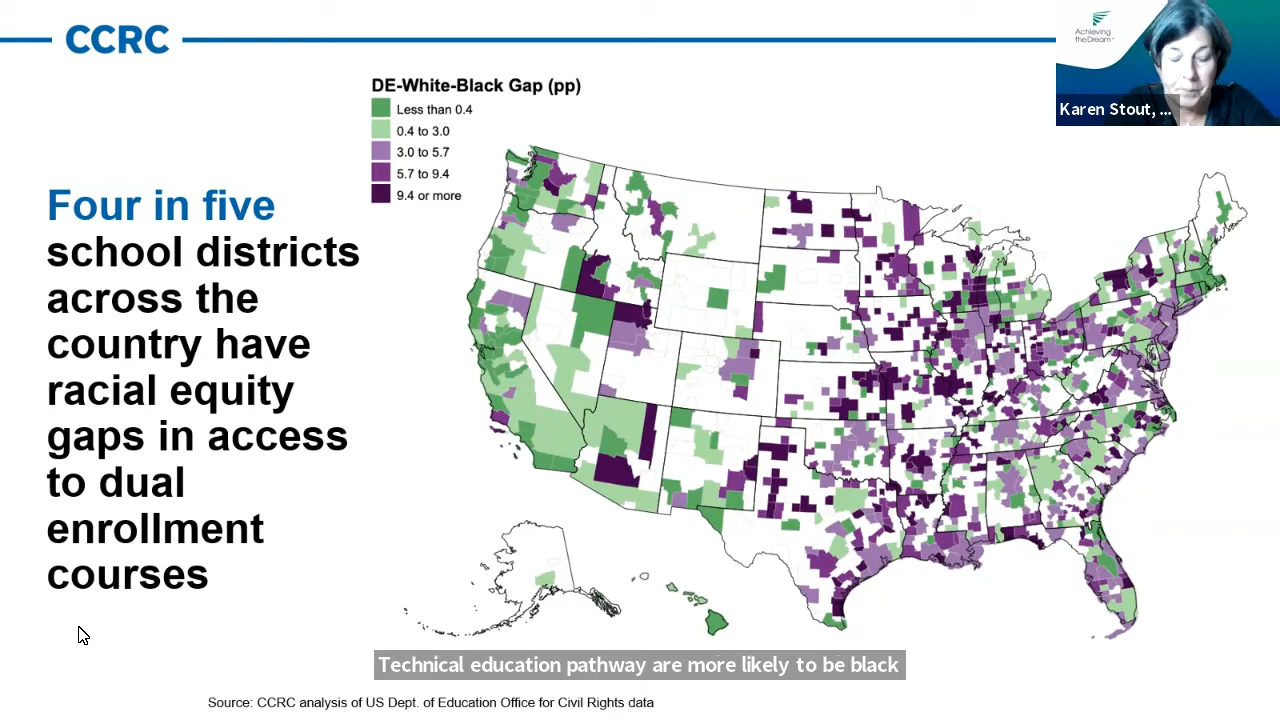 CCRC
Achieving
the Dream
Karen Stout, ...
DE-White-Black Gap (pp)
Less than 0.4
0.4 to 3.0
3.0 to 5.7
5.7 to 9.4
9.4 or more
Four in five
school districts
across the
country have
racial equity
gaps in access
to dual
enrollment
courses
Technical education pathway are more likely to be black
Source: CCRC analysis of US Dept. of Education Office for Civil Rights data